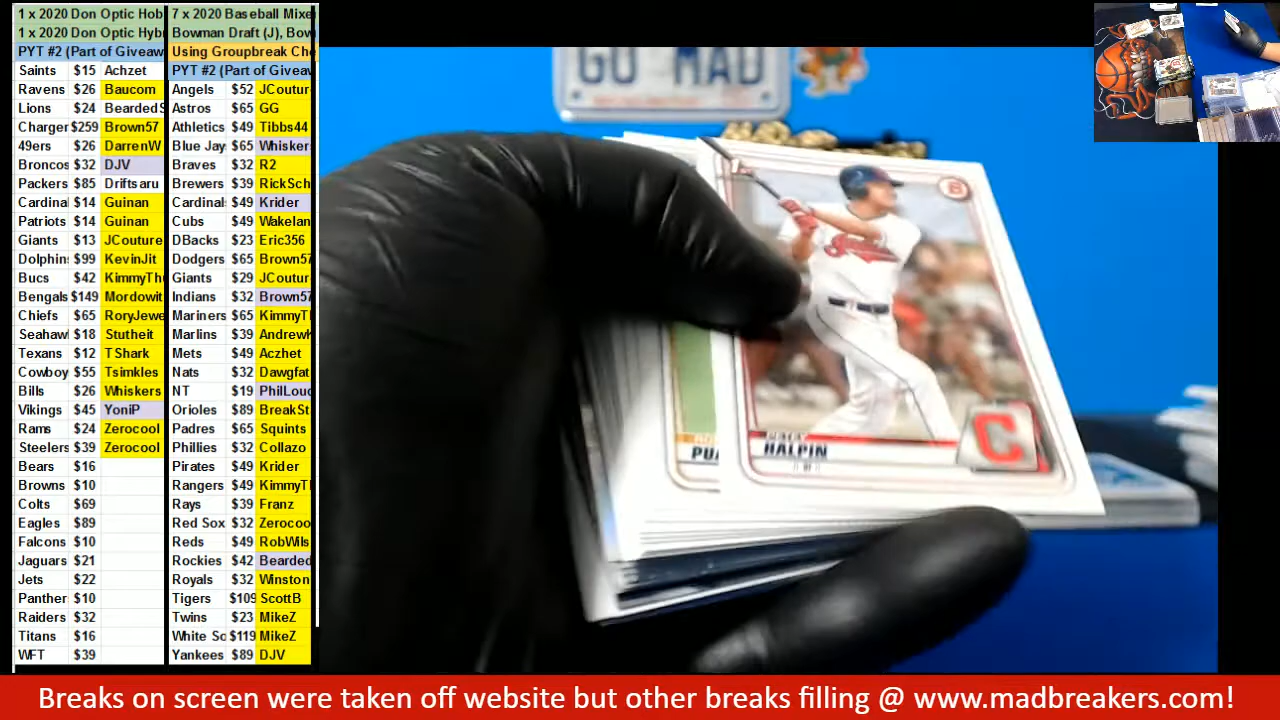 1 x 2020 Don Optic Hob
1 x 2020 Don Optic Hybr
PYT #2 (Part of Giveaw
Saints $15 Achzet
Ravens $26 Baucom
Lions $24 BeardedS
Charger $259 Brown57
49ers $26 DarrenW
Broncos $32 DJV
Packers $85 Driftsaru
Cardinal $14 Guinan
Patriots $14 Guinan
Giants $13 JCouture
Dolphin $99 KevinJit
Bucs $42 KimmyTh
Bengals $149 Mordowit
Chiefs $65 RoryJewe
Seahaw $18 Stutheit
Texans $12 TShark
Cowboy $55 Tsimkles
Bills $26 Whiskers
Vikings $45 YoniP
Rams $24 Zerocool
Steelers $39 Zerocool
Bears $16
Browns $10
Colts $69
Eagles $89
Falcons $10
Jaguars $21
Jets $22
Panther $10
Raiders $32
Titans $16
WFT $39
7 x 2020 Baseball Mixe
Bowman Draft (J), Bow
Using Groupbreak Che
PYT #2 (Part of Giveaw
Angels $52 JCoutur
Astros $65 GG
Athletics $49 Tibbs44
Blue Jay $65 Whisker
Braves $32 R2
Brewers $39 RickSch
Cardinal $49 Krider
Cubs $49 Wakelan
DBacks $23 Eric356
Dodgers $65 Brown57
Giants $29 JCoutur
Indians $32 Brown57
Mariners $65 KimmyT
Marlins $39 Andrew
Mets $49 Aczhet
Nats $32 Dawgfat
NT $19 PhilLou
Orioles $89 BreakSt
Padres $65 Squints
Phillies $32 Collazo
Pirates $49 Krider
Rangers $49 KimmyT
Rays $39 Franz
Red Sox $32 Zerocoo
Reds $49 RobWils
Rockies $42 Bearded
Royals $32 Winston
Tigers $109 ScottB
Twins $23 MikeZ
White So $119 MikeZ
Yankees $89 DJV
GO MAD
B
Indians
C
HALPIN
PUA
Breaks on screen were taken off website but other breaks filling @ www.madbreakers.com!